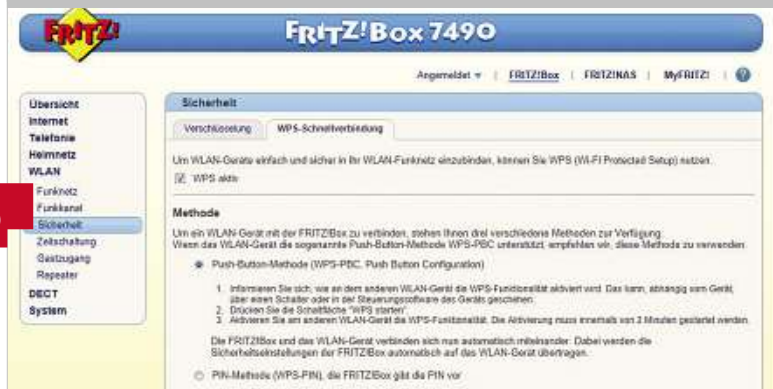 FRITZ!
FRITZ!Box 7490
Angemeldet | FRITZ!Box | FRITZ!NAS | MyFRITZ! | ?
Übersicht
Internet
Telefonie
Heimnetz
WLAN
Funknetz
Funkkanal
Sicherheit
Zeitschaltung
Gastzugang
Repeater
DECT
System
Sicherheit
Verschlüsselung WPS-Schnellverbindung
Um WLAN-Geräte einfach und sicher in Ihr WLAN-Funknetz einzubinden, können Sie WPS (Wi-Fi Protected Setup) nutzen.
WPS aktiv
Methode
Um ein WLAN-Gerät mit der FRITZ!Box zu verbinden, stehen Ihnen drei verschiedene Methoden zur Verfügung:
Wenn das WLAN-Gerät die sogenannte Push-Button-Methode WPS-PBC unterstützt, empfehlen wir, diese Methode zu verwenden
Push-Button-Methode (WPS-PBC, Push Button Configuration)
1. Informieren Sie sich, wie an dem anderen WLAN-Gerät die WPS-Funktionalität aktiviert wird. Das kann, abhängig vom Gerät,
über einen Schalter oder in der Steuerungssoftware des Geräts geschehen.
2. Drücken Sie die Schaltfläche "WPS starten"
3. Aktivieren Sie am anderen WLAN-Gerät die WPS-Funktionalität. Die Aktivierung muss innerhalb von 2 Minuten gestartet werden.
Die FRITZ!Box und das WLAN-Gerät verbinden sich nun automatisch miteinander. Dabei werden die
Sicherheitseinstellungen der FRITZ!Box automatisch auf das WLAN-Gerät übertragen.
PIN-Methode (WPS-PIN), die FRITZ!Box gibt die PIN vor